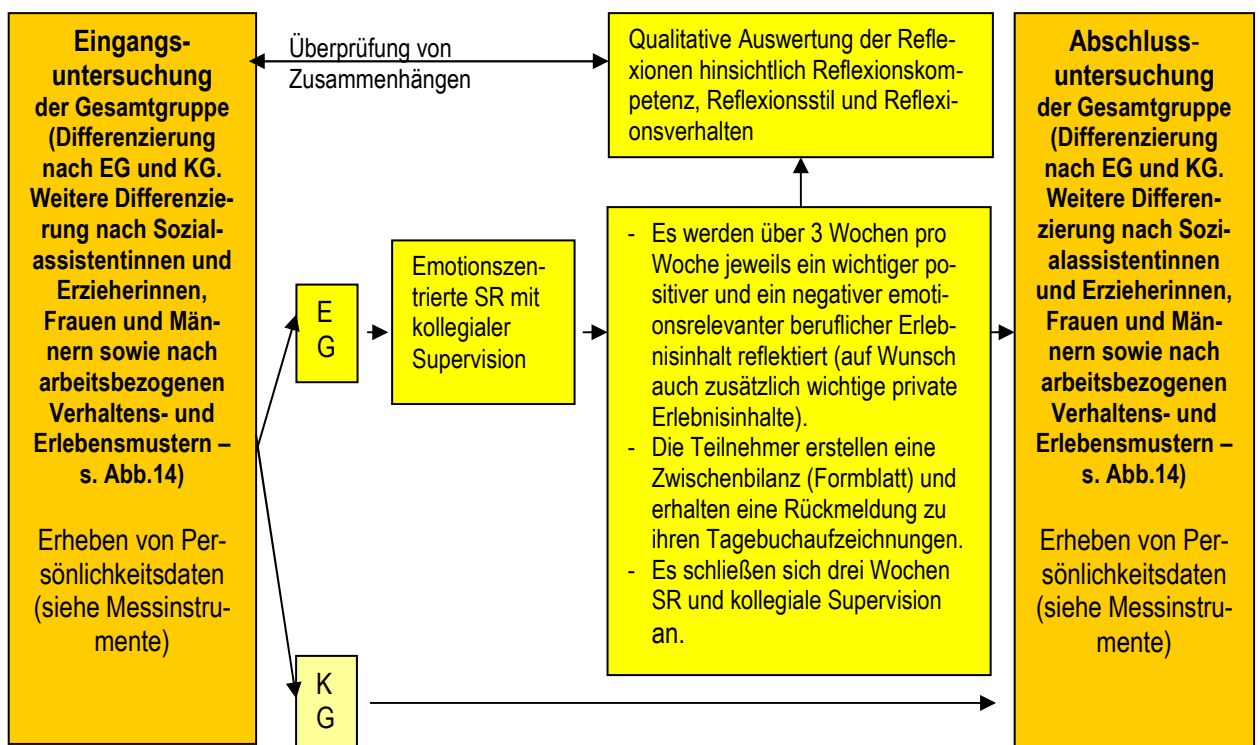 Eingangs-
untersuchung
der Gesamtgruppe
(Differenzierung
nach EG und KG.
Weitere Differenzie-
rung nach Sozial-
assistentinnen und
Erzieherinnen,
Frauen und Män-
nern sowie nach
arbeitsbezogenen
Verhaltens- und
Erlebensmustern –
s. Abb.14)
Erheben von Per-
sönlichkeitsdaten
(siehe Messinstru-
mente)
Überprüfung von
Zusammenhängen
Qualitative Auswertung der Refle-
xionen hinsichtlich Reflexionskom-
petenz, Reflexionsstil und Reflexi-
onsverhalten
E
G
Emotionszen-
trierte SR mit
kollegialer
Supervision
- Es werden über 3 Wochen pro
Woche jeweils ein wichtiger po-
sitiver und ein negativer emoti-
onsrelevanter beruflicher Erleb-
nisinhalt reflektiert (auf Wunsch
auch zusätzlich wichtige private
Erlebnisinhalte).
- Die Teilnehmer erstellen eine
Zwischenbilanz (Formblatt) und
erhalten eine Rückmeldung zu
ihren Tagebuchaufzeichnungen.
- Es schließen sich drei Wochen
SR und kollegiale Supervision
an.
K
G
Abschluss-
untersuchung
der Gesamtgruppe
(Differenzierung
nach EG und KG.
Weitere Differen-
zierung nach Sozi-
alassistentinnen
und Erzieherinnen,
Frauen und Män-
nern sowie nach
arbeitsbezogenen
Verhaltens- und
Erlebensmustern –
s. Abb.14)
Erheben von Per-
sönlichkeitsdaten
(siehe Messinstru-
mente)